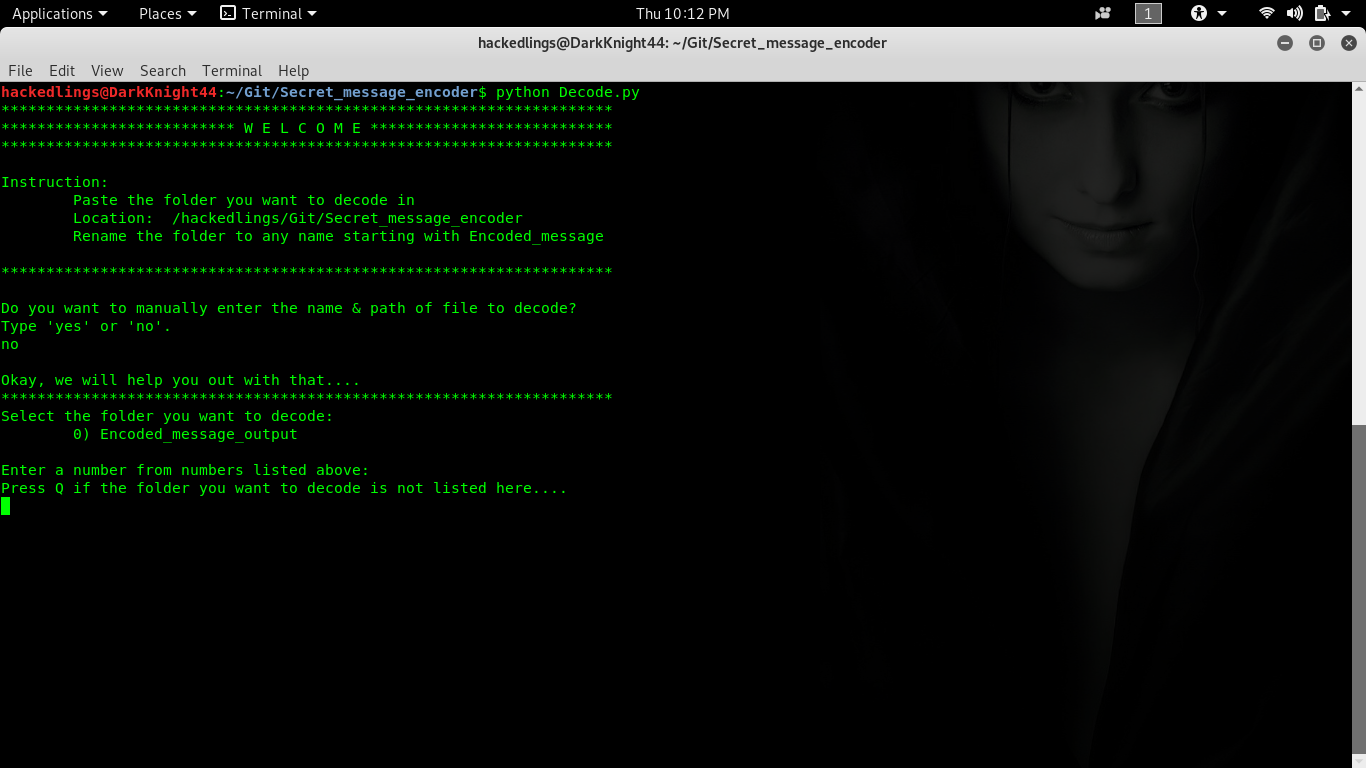 Applications Places Terminal Thu 10:12 PM 1
hackedlings@DarkKnight44: ~/Git/Secret_message_encoder
File Edit View Search Terminal Help
hackedlings@DarkKnight44:~/Git/Secret_message_encoder$ python Decode.py
********************************************************************
************************** W E L C O M E ***************************
********************************************************************
Instruction:
Paste the folder you want to decode in
Location:  /hackedlings/Git/Secret_message_encoder
Rename the folder to any name starting with Encoded_message
********************************************************************
Do you want to manually enter the name & path of file to decode?
Type 'yes' or 'no'.
no
Okay, we will help you out with that....
********************************************************************
Select the folder you want to decode:
0) Encoded_message_output
Enter a number from numbers listed above:
Press Q if the folder you want to decode is not listed here....